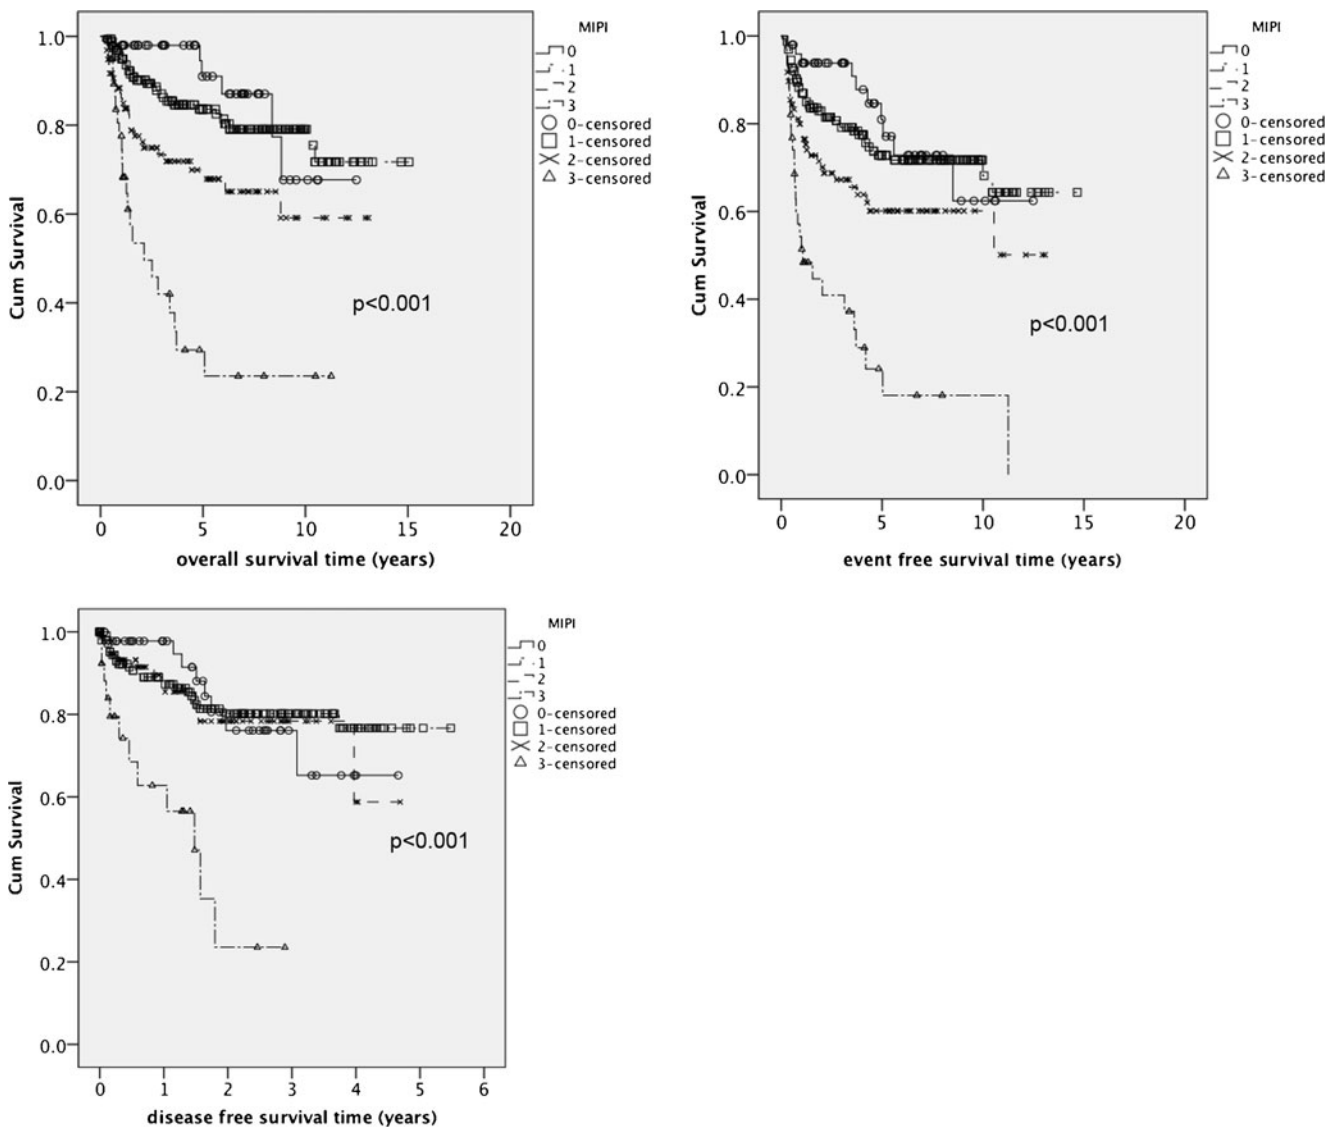 MIPI
0
1
2
3
0-censored
1-censored
2-censored
3-censored
Cum Survival
1.0
0.8
0.6
0.4
0.2
0.0
p<0.001
0 5 10 15 20
overall survival time (years)
MIPI
0
1
2
3
0-censored
1-censored
2-censored
3-censored
Cum Survival
1.0
0.8
0.6
0.4
0.2
0.0
p<0.001
0 5 10 15 20
event free survival time (years)
MIPI
0
1
2
3
0-censored
1-censored
2-censored
3-censored
Cum Survival
1.0
0.8
0.6
0.4
0.2
0.0
p<0.001
0 1 2 3 4 5 6
disease free survival time (years)